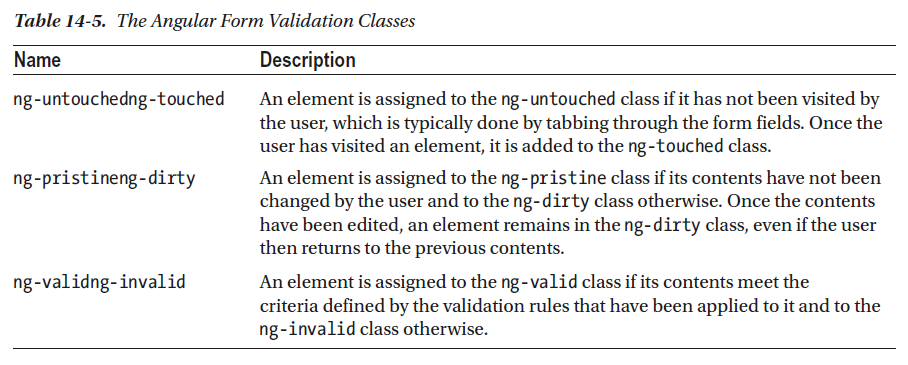 Table 14-5. The Angular Form Validation Classes
Name Description
ng-untouchedng-touched An element is assigned to the ng-untouched class if it has not been visited by
the user, which is typically done by tabbing through the form fields. Once the
user has visited an element, it is added to the ng-touched class.
ng-pristineng-dirty An element is assigned to the ng-pristine class if its contents have not been
changed by the user and to the ng-dirty class otherwise. Once the contents
have been edited, an element remains in the ng-dirty class, even if the user
then returns to the previous contents.
ng-validng-invalid An element is assigned to the ng-valid class if its contents meet the
criteria defined by the validation rules that have been applied to it and to the
ng-invalid class otherwise.